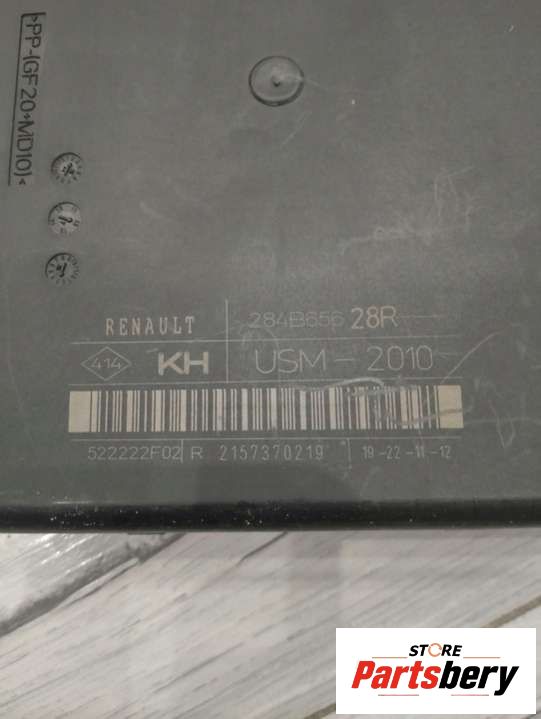 >PP-(GF20+MD10)<
RENAULT 284B656 28R
414 KH USM-2010
522222F02 R 2157370219 19-22-11-12
STORE
Partsbery